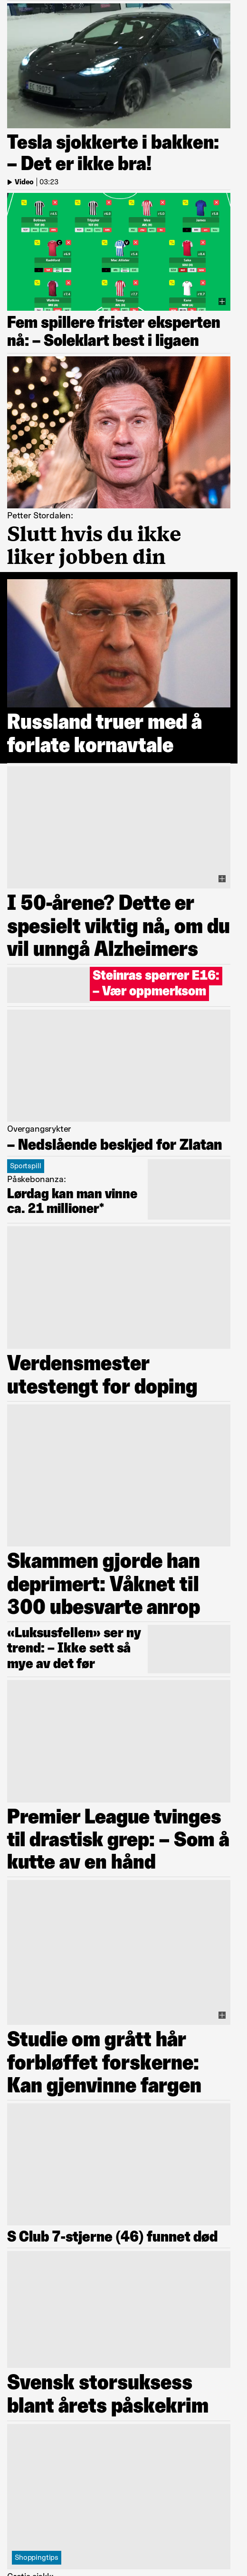 Tesla sjokkerte i bakken:
– Det er ikke bra!
Video | 03:23
Fem spillere frister eksperten
nå: – Soleklart best i ligaen
Petter Stordalen:
Slutt hvis du ikke
liker jobben din
Russland truer med å
forlate kornavtale
I 50-årene? Dette er
spesielt viktig nå, om du
vil unngå Alzheimers
Steinras sperrer E16:
– Vær oppmerksom
Overgangsrykter
– Nedslående beskjed for Zlatan
Sportspill
Påskebonanza:
Lørdag kan man vinne
ca. 21 millioner*
Verdensmester
utestengt for doping
Skammen gjorde han
deprimert: Våknet til
300 ubesvarte anrop
«Luksusfellen» ser ny
trend: – Ikke sett så
mye av det før
Premier League tvinges
til drastisk grep: – Som å
kutte av en hånd
Studie om grått hår
forbløffet forskerne:
Kan gjenvinne fargen
S Club 7-stjerne (46) funnet død
Svensk storsuksess
blant årets påskekrim
Shoppingtips